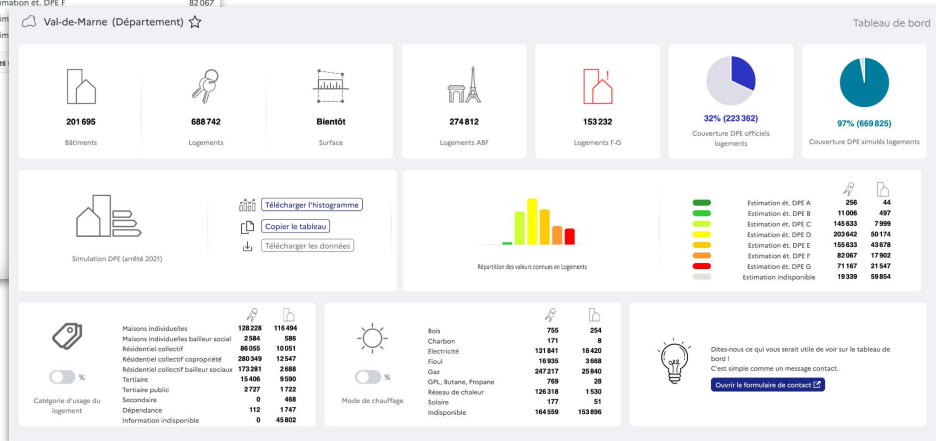 imation ét. DPE F 82 067
Val-de-Marne (Département)
Tableau de bord
201 695
Bâtiments
688 742
Logements
Bientôt
Surface
274 812
Logements ABF
153 232
Logements F-G
32% (223 362)
Couverture DPE officiels
logements
97% (669 825)
Couverture DPE simulés logements
Simulation DPE (arrêté 2021)
Télécharger l'histogramme
Copier le tableau
Télécharger les données
Répartition des valeurs connues en Logements
Estimation ét. DPE A 256 44
Estimation ét. DPE B 11 006 497
Estimation ét. DPE C 145 633 7 999
Estimation ét. DPE D 203 642 50 174
Estimation ét. DPE E 155 633 43 678
Estimation ét. DPE F 82 067 17 902
Estimation ét. DPE G 71 167 21 547
Estimation indisponible 19 339 59 854
%
Catégorie d'usage du
logement
Maisons individuelles 128 228 116 494
Maisons individuelles bailleur social 2 584 586
Résidentiel collectif 86 055 10 051
Résidentiel collectif copropriété 280 349 12 547
Résidentiel collectif bailleur sociaux 173 281 2 688
Tertiaire 15 406 9 590
Tertiaire public 2 727 1 722
Secondaire 0 468
Dépendance 112 1 747
Information indisponible 0 45 802
%
Mode de chauffage
Bois 755 254
Charbon 171 8
Electricité 131 841 16 420
Fioul 16 935 3 668
Gaz 247 217 25 840
GPL, Butane, Propane 769 28
Réseau de chaleur 126 318 1 530
Solaire 177 51
Indisponible 164 559 153 896
Dites-nous ce qui vous serait utile de voir sur le tableau de
bord !
C'est simple comme un message contact.
Ouvrir le formulaire de contact